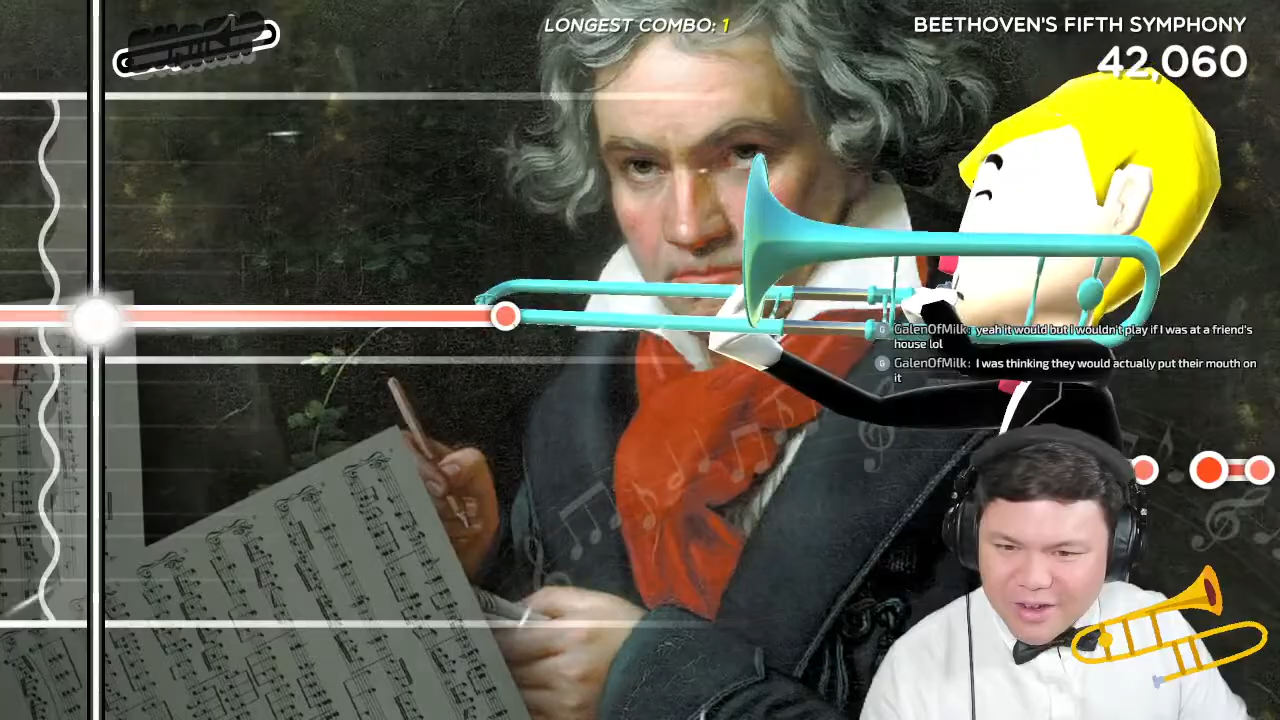 LONGEST COMBO: 1
BEETHOVEN'S FIFTH SYMPHONY
42,060
GalenOfMilk: yeah it would but I wouldn't play if I was at a friend's
house lol
GalenOfMilk: I was thinking they would actually put their mouth on
it